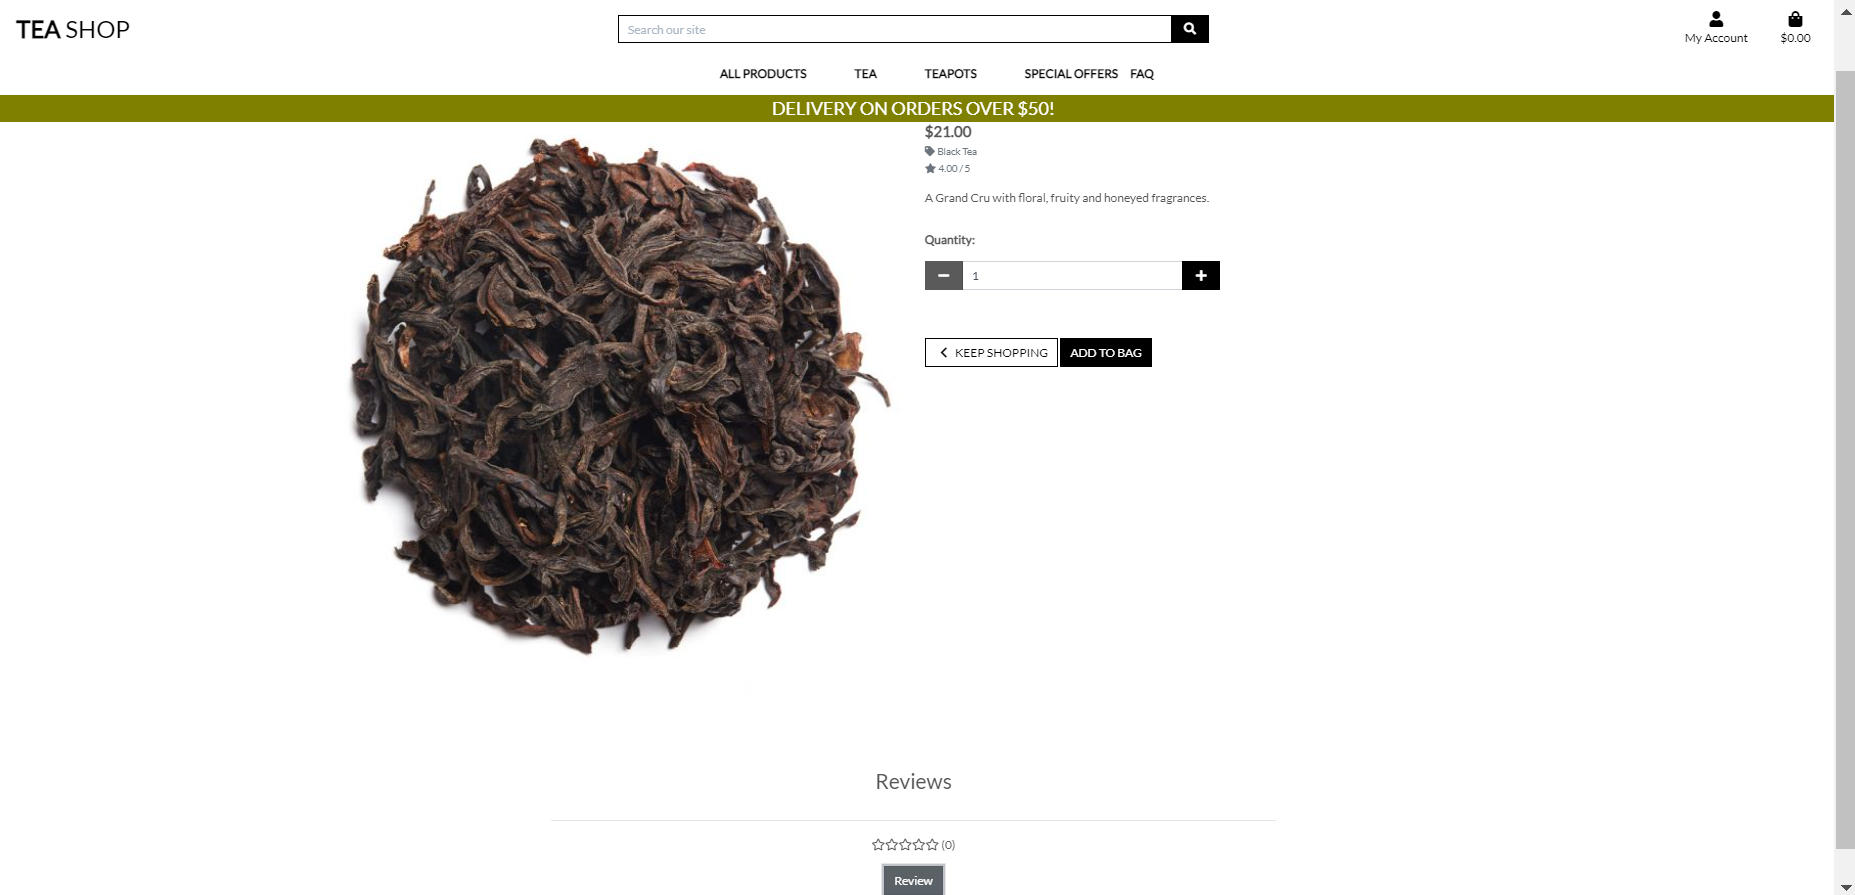 TEA SHOP
Search our site
My Account
$0.00
ALL PRODUCTS TEA TEAPOTS SPECIAL OFFERS FAQ
DELIVERY ON ORDERS OVER $50!
$21.00
Black Tea
4.00 / 5
A Grand Cru with floral, fruity and honeyed fragrances.
Quantity:
1
KEEP SHOPPING ADD TO BAG
Reviews
(0)
Review